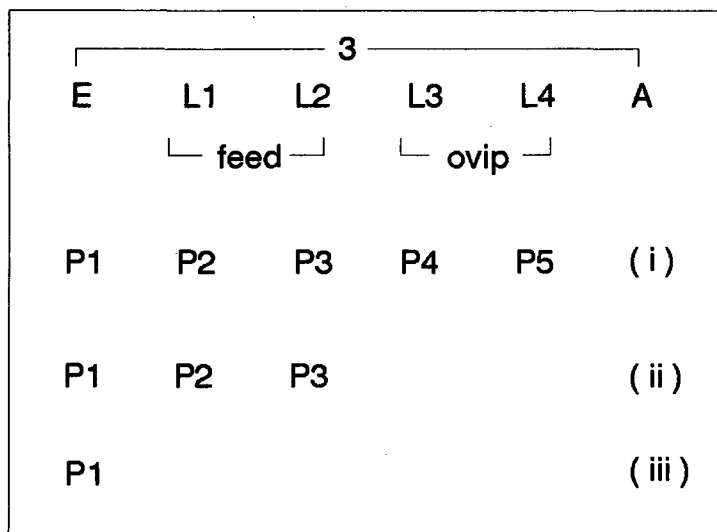 3
E L1 L2 L3 L4 A
feed ovip
P1 P2 P3 P4 P5 ( i )
P1 P2 P3 ( ii )
P1 ( iii )